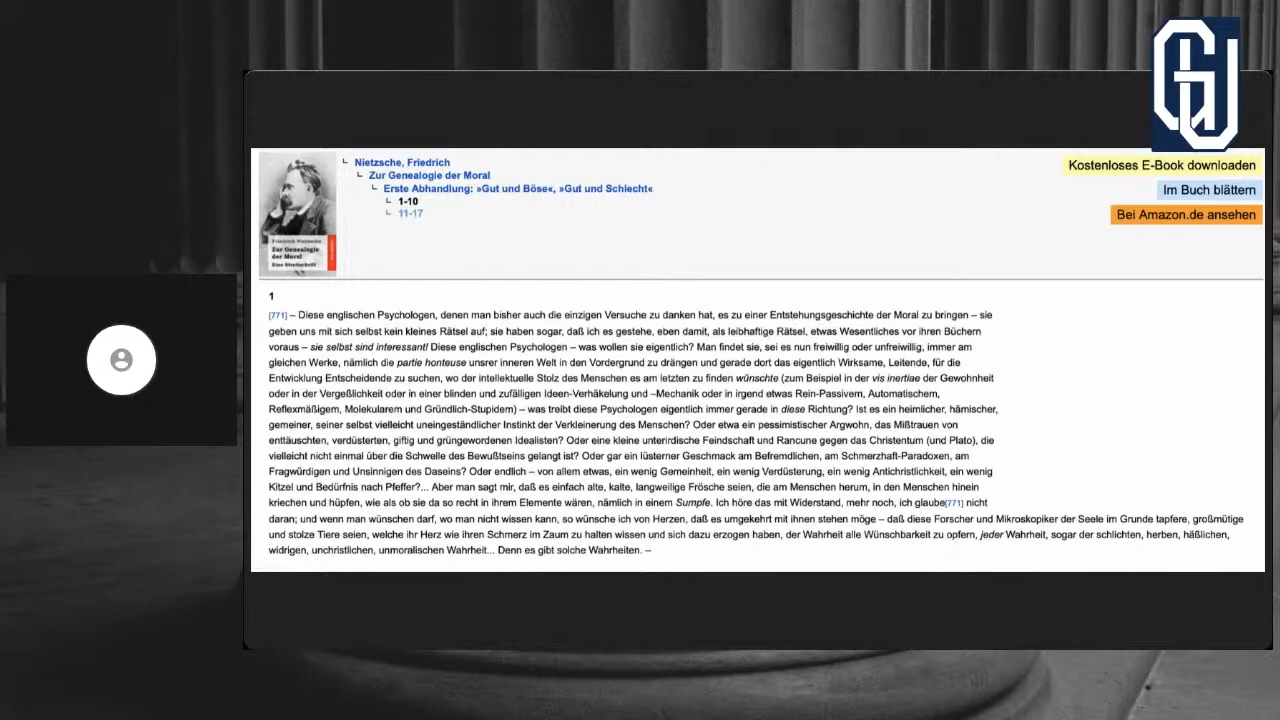 GU
Nietzsche, Friedrich
Zur Genealogie der Moral
Erste Abhandlung: »Gut und Böse«, »Gut und Schlecht«
1-10
11-17
Kostenloses E-Book downloaden
Im Buch blättern
Bei Amazon.de ansehen
Friedrich Nietzsche
Zur Genealogie
der Moral
Eine Streitschrift
1
[771] – Diese englischen Psychologen, denen man bisher auch die einzigen Versuche zu danken hat, es zu einer Entstehungsgeschichte der Moral zu bringen – sie
geben uns mit sich selbst kein kleines Rätsel auf; sie haben sogar, daß ich es gestehe, eben damit, als leibhaftige Rätsel, etwas Wesentliches vor ihren Büchern
voraus – sie selbst sind interessant! Diese englischen Psychologen – was wollen sie eigentlich? Man findet sie, sei es nun freiwillig oder unfreiwillig, immer am
gleichen Werke, nämlich die partie honteuse unsrer inneren Welt in den Vordergrund zu drängen und gerade dort das eigentlich Wirksame, Leitende, für die
Entwicklung Entscheidende zu suchen, wo der intellektuelle Stolz des Menschen es am letzten zu finden wünschte (zum Beispiel in der vis inertiae der Gewohnheit
oder in der Vergeßlichkeit oder in einer blinden und zufälligen Ideen-Verhäkelung und –Mechanik oder in irgend etwas Rein-Passivem, Automatischem,
Reflexmäßigem, Molekularem und Gründlich-Stupidem) – was treibt diese Psychologen eigentlich immer gerade in diese Richtung? Ist es ein heimlicher, hämischer,
gemeiner, seiner selbst vielleicht uneingeständlicher Instinkt der Verkleinerung des Menschen? Oder etwa ein pessimistischer Argwohn, das Mißtrauen von
enttäuschten, verdüsterten, giftig und grüngewordenen Idealisten? Oder eine kleine unterirdische Feindschaft und Rancune gegen das Christentum (und Plato), die
vielleicht nicht einmal über die Schwelle des Bewußtseins gelangt ist? Oder gar ein lüsterner Geschmack am Befremdlichen, am Schmerzhaft-Paradoxen, am
Fragwürdigen und Unsinnigen des Daseins? Oder endlich – von allem etwas, ein wenig Gemeinheit, ein wenig Verdüsterung, ein wenig Antichristlichkeit, ein wenig
Kitzel und Bedürfnis nach Pfeffer?... Aber man sagt mir, daß es einfach alte, kalte, langweilige Frösche seien, die am Menschen herum, in den Menschen hinein
kriechen und hüpfen, wie als ob sie da so recht in ihrem Elemente wären, nämlich in einem Sumpfe. Ich höre das mit Widerstand, mehr noch, ich glaube[771] nicht
daran; und wenn man wünschen darf, wo man nicht wissen kann, so wünsche ich von Herzen, daß es umgekehrt mit ihnen stehen möge – daß diese Forscher und Mikroskopiker der Seele im Grunde tapfere, großmütige
und stolze Tiere seien, welche ihr Herz wie ihren Schmerz im Zaum zu halten wissen und sich dazu erzogen haben, der Wahrheit alle Wünschbarkeit zu opfern, jeder Wahrheit, sogar der schlichten, herben, häßlichen,
widrigen, unchristlichen, unmoralischen Wahrheit... Denn es gibt solche Wahrheiten. –